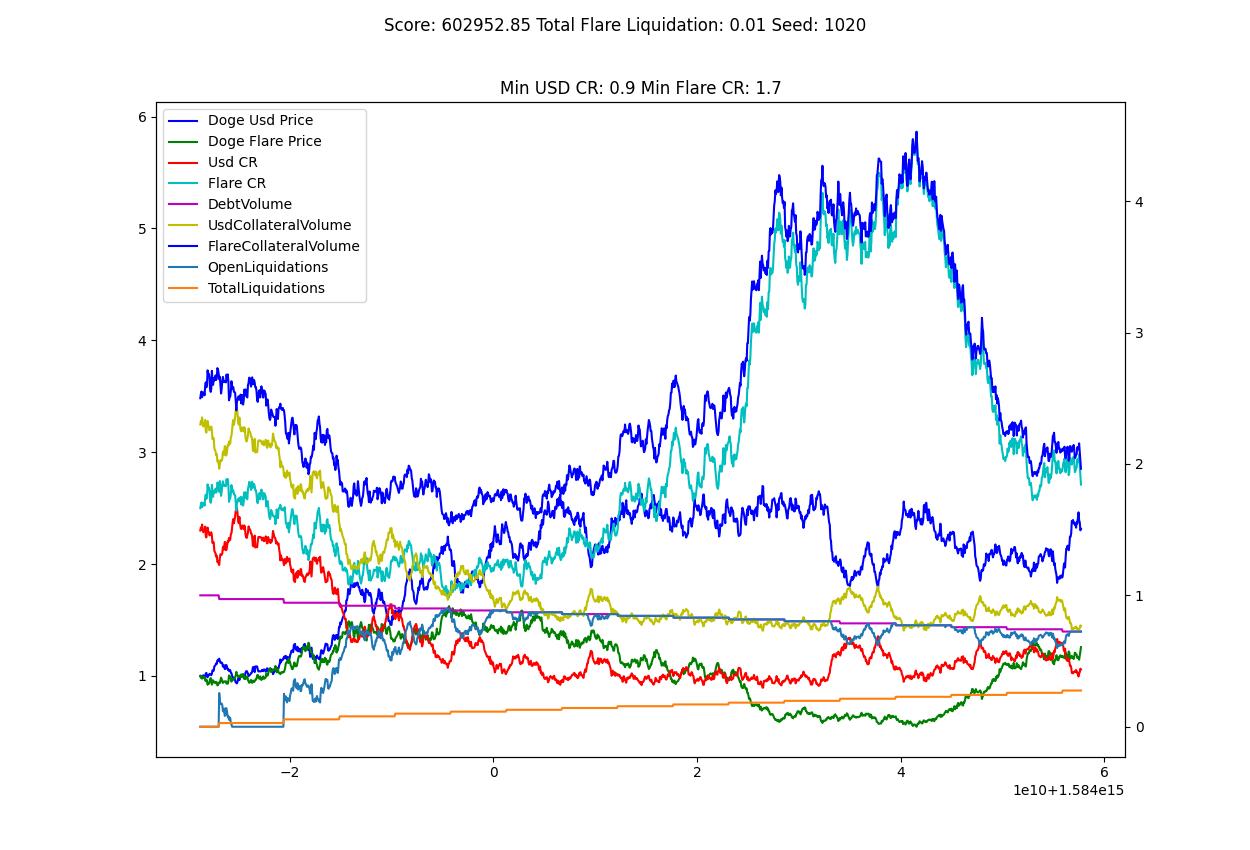 Score: 602952.85 Total Flare Liquidation: 0.01 Seed: 1020
Min USD CR: 0.9 Min Flare CR: 1.7
Doge Usd Price
Doge Flare Price
Usd CR
Flare CR
DebtVolume
UsdCollateralVolume
FlareCollateralVolume
OpenLiquidations
TotalLiquidations
6
5
4
3
2
1
4
3
2
1
0
−2
0
2
4
6
1e10+1.584e15